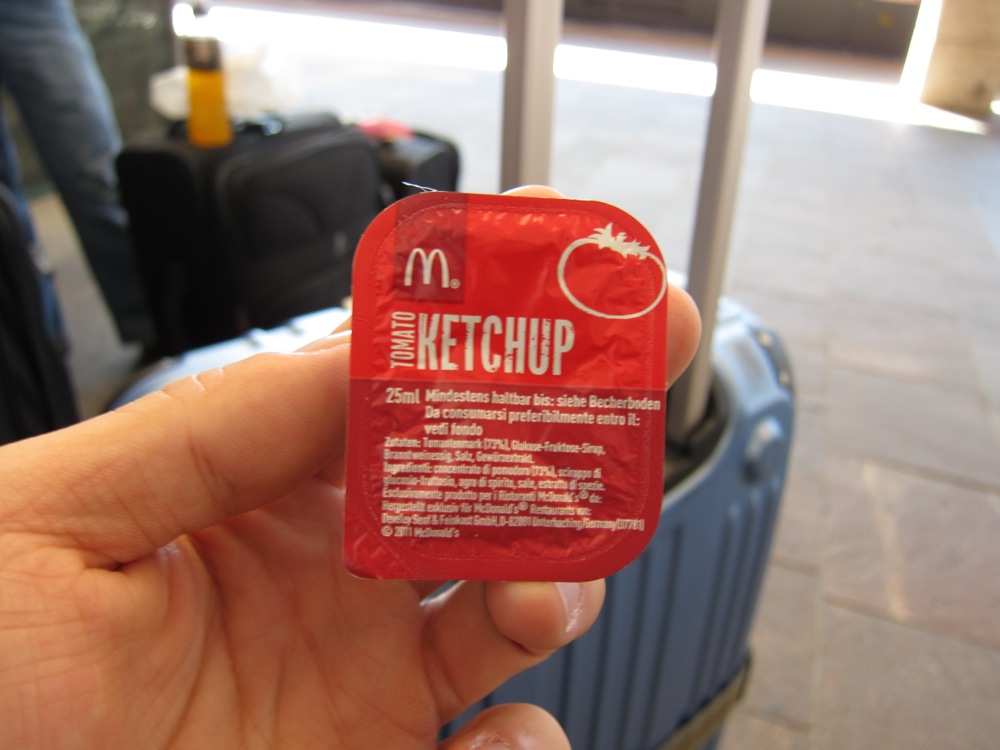 m®
TOMATO KETCHUP
25ml Mindestens haltbar bis: siehe Becherboden
Da consumarsi preferibilmente entro il:
vedi fondo
Zutaten: Tomatenmark (73%), Glukose-Fruktose-Sirup,
Branntweinessig, Salz, Gewürzextrakt.
Ingredienti: concentrato di pomodoro (73%), sciroppo di
glucosio-fruttosio, agro di spirito, sale, estratto di spezie.
Esclusivamente prodotto per i Ristoranti McDonald's® da:
Hergestellt exklusiv für McDonald's® Restaurants von:
Develey Senf & Feinkost GmbH, D-82001 Unterhaching/Germany(37781)
© 2011 McDonald's